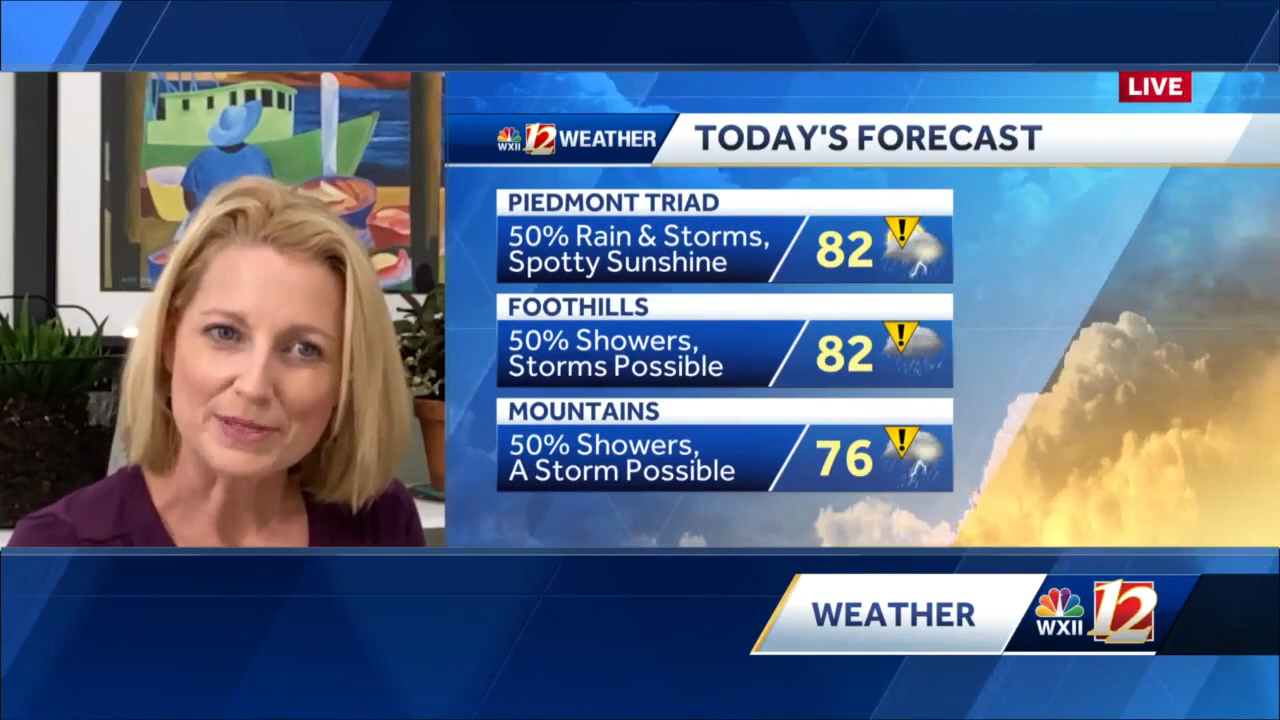 LIVE
WXII 12 WEATHER
TODAY'S FORECAST
PIEDMONT TRIAD
50% Rain & Storms,
Spotty Sunshine
82
!
FOOTHILLS
50% Showers,
Storms Possible
82
!
MOUNTAINS
50% Showers,
A Storm Possible
76
!
WEATHER
WXII 12